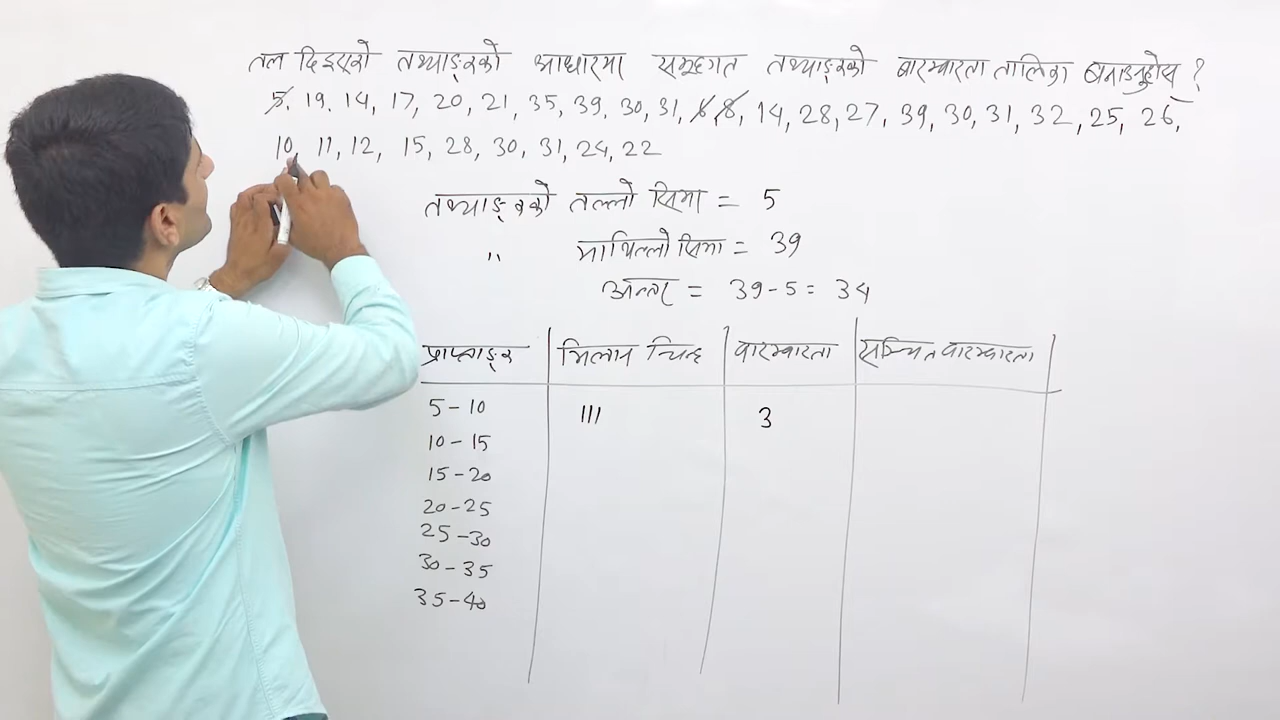 तल दिइएको तथ्याङ्कको आधारमा समूहगत तथ्याङ्कको बारम्बारता तालिका बनाउनुहोस् ?
5, 19, 14, 17, 20, 21, 35, 39, 30, 31, 6, 8, 14, 28, 27, 39, 30, 31, 32, 25, 26,
10, 11, 12, 15, 28, 30, 31, 24, 22
तथ्याङ्कको तल्लो सिमा = 5
" माथिल्लो सिमा = 39
अन्तर = 39 - 5 = 34
प्राप्ताङ्क मिलान चिन्ह बारम्बारता सञ्चित बारम्बारता
5 - 10 ||| 3
10 - 15
15 - 20
20 - 25
25 - 30
30 - 35
35 - 40